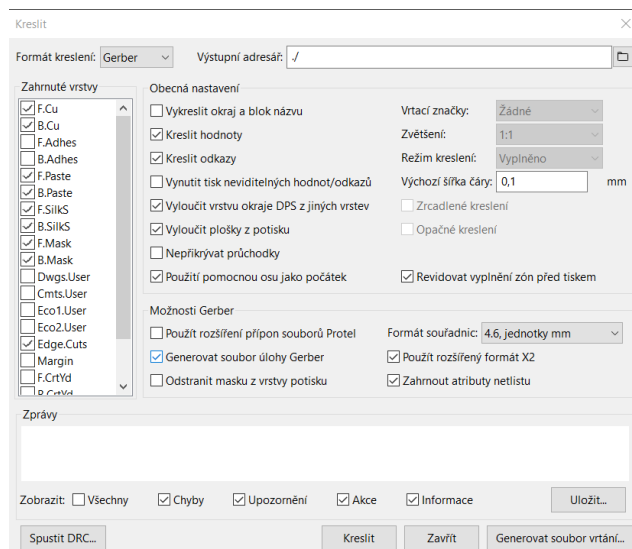 Kreslit
Formát kreslení: Gerber Výstupní adresář: ./
Zahrnuté vrstvy
F.Cu
B.Cu
F.Adhes
B.Adhes
F.Paste
B.Paste
F.SilkS
B.SilkS
F.Mask
B.Mask
Dwgs.User
Cmts.User
Eco1.User
Eco2.User
Edge.Cuts
Margin
F.CrtYd
B.CrtYd
Obecná nastavení
Vykreslit okraj a blok názvu Vrtací značky: Žádné
Kreslit hodnoty Zvětšení: 1:1
Kreslit odkazy Režim kreslení: Vyplněno
Vynutit tisk neviditelných hodnot/odkazů Výchozí šířka čáry: 0,1 mm
Vyloučit vrstvu okraje DPS z jiných vrstev Zrcadlené kreslení
Vyloučit plošky z potisku Opačné kreslení
Nepřikrývat průchodky
Použití pomocnou osu jako počátek Revidovat vyplnění zón před tiskem
Možnosti Gerber
Použít rozšíření přípon souborů Protel Formát souřadnic: 4.6, jednotky mm
Generovat soubor úlohy Gerber Použít rozšířený formát X2
Odstranit masku z vrstvy potisku Zahrnout atributy netlistu
Zprávy
Zobrazit: Všechny Chyby Upozornění Akce Informace Uložit...
Spustit DRC... Kreslit Zavřít Generovat soubor vrtání...